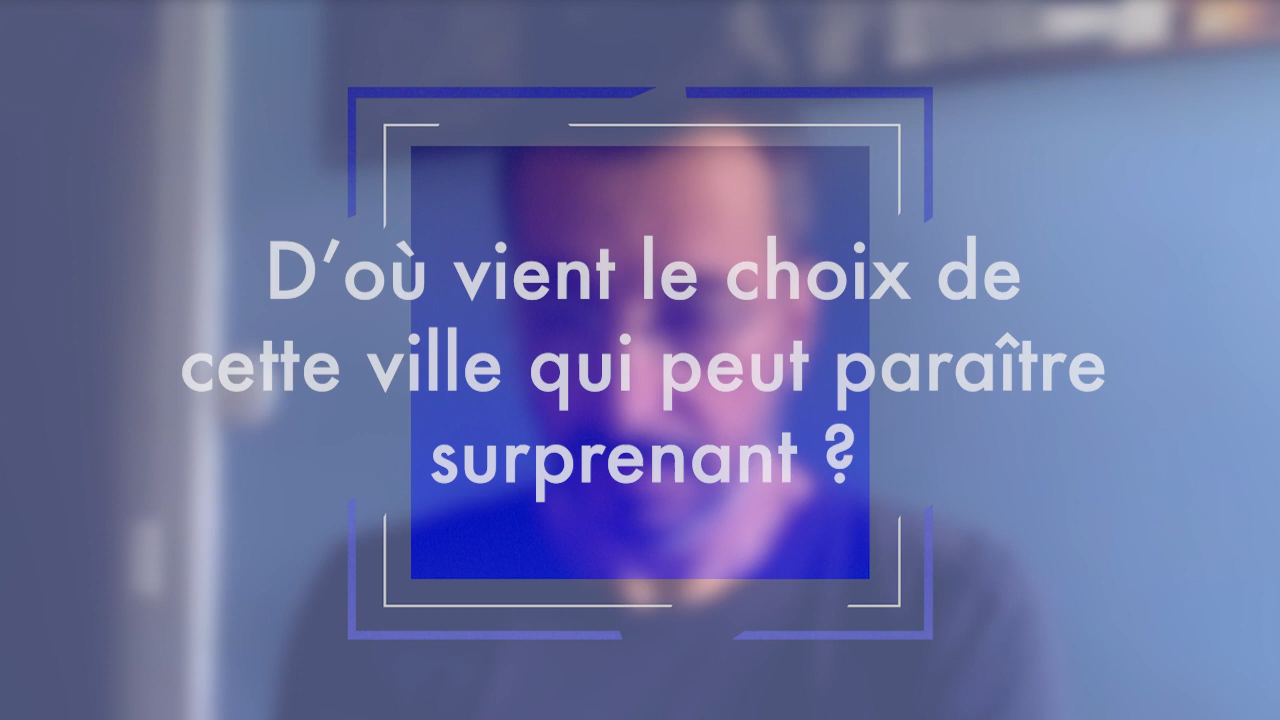 D’où vient le choix de
cette ville qui peut paraître
surprenant ?